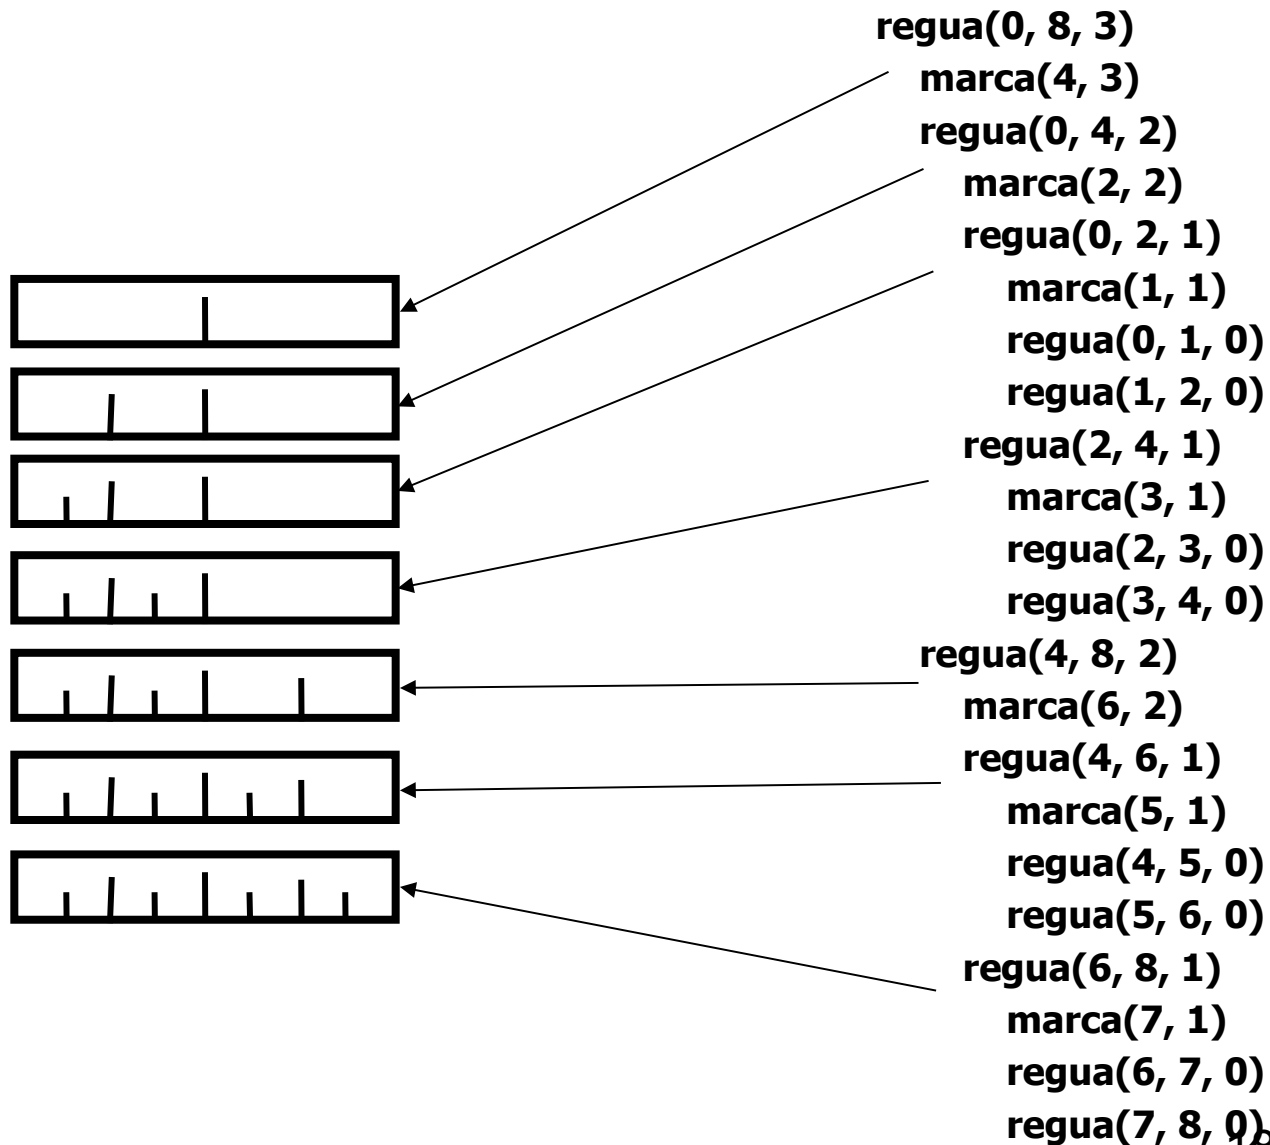 regua(0, 8, 3)
marca(4, 3)
regua(0, 4, 2)
marca(2, 2)
regua(0, 2, 1)
marca(1, 1)
regua(0, 1, 0)
regua(1, 2, 0)
regua(2, 4, 1)
marca(3, 1)
regua(2, 3, 0)
regua(3, 4, 0)
regua(4, 8, 2)
marca(6, 2)
regua(4, 6, 1)
marca(5, 1)
regua(4, 5, 0)
regua(5, 6, 0)
regua(6, 8, 1)
marca(7, 1)
regua(6, 7, 0)
regua(7, 8, 0)